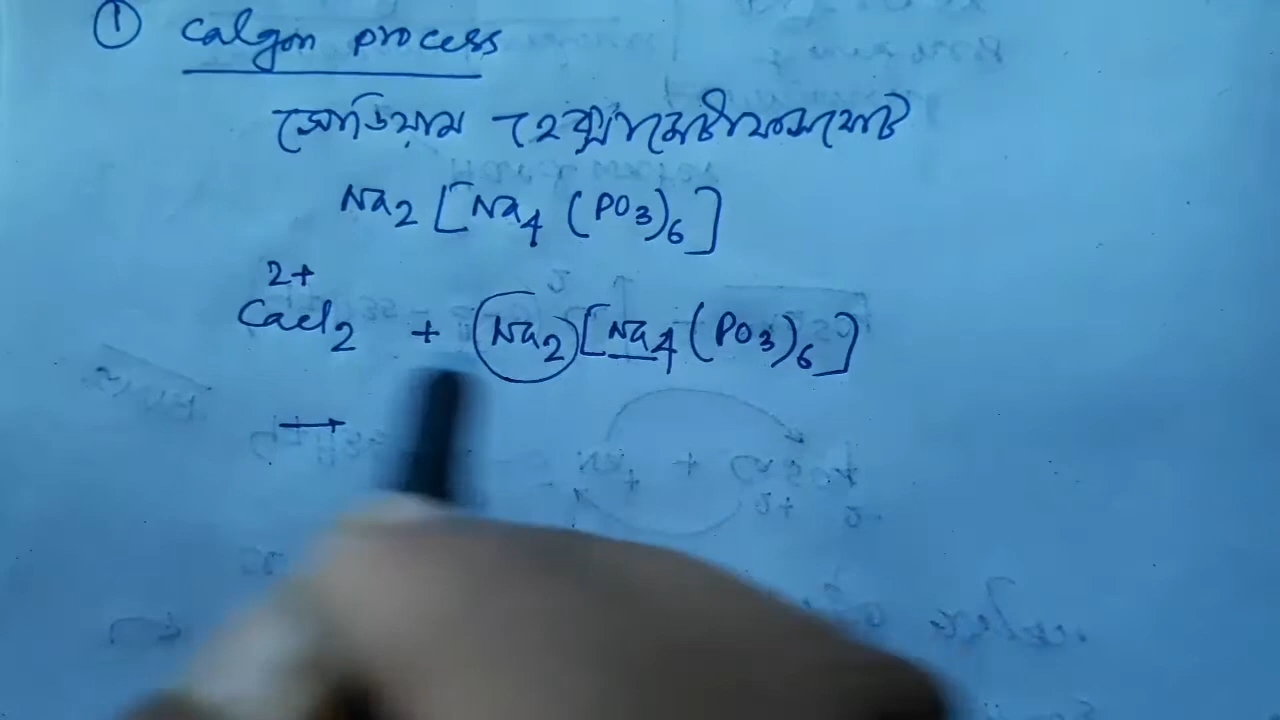 ① Calgon process
সোডিয়াম হেক্সামেটাফসফেট
Na2 [Na4 (PO3)6]
2+
CaCl2 + Na2 [Na4 (PO3)6]
→